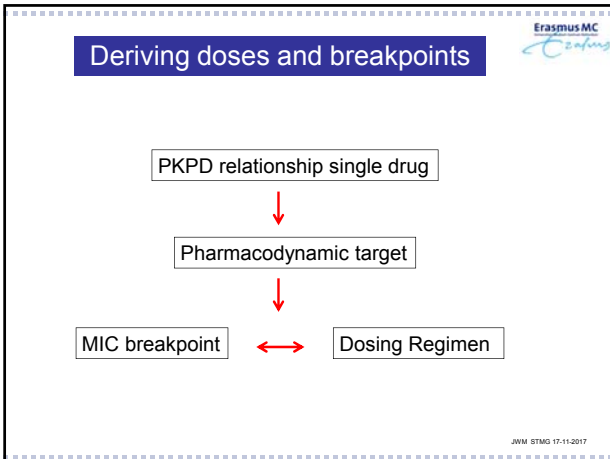 Erasmus MC
Deriving doses and breakpoints
PKPD relationship single drug
Pharmacodynamic target
MIC breakpoint
Dosing Regimen
JWM STMG 17-11-2017